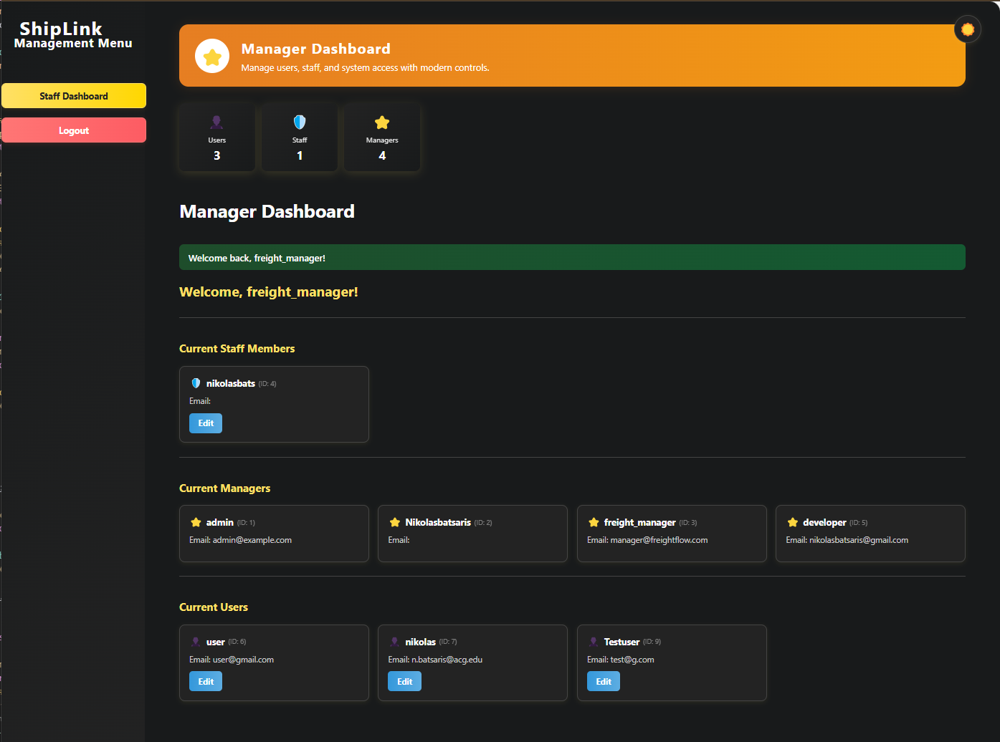 ShipLink
Management Menu
Staff Dashboard
Logout
Manager Dashboard
Manage users, staff, and system access with modern controls.
Users
3
Staff
1
Managers
4
Manager Dashboard
Welcome back, freight_manager!
Welcome, freight_manager!
Current Staff Members
nikolasbats (ID: 4)
Email:
Edit
Current Managers
admin (ID: 1)
Email: admin@example.com
Nikolasbatsaris (ID: 2)
Email:
freight_manager (ID: 3)
Email: manager@freightflow.com
developer (ID: 5)
Email: nikolasbatsaris@gmail.com
Current Users
user (ID: 6)
Email: user@gmail.com
Edit
nikolas (ID: 7)
Email: n.batsaris@acg.edu
Edit
Testuser (ID: 9)
Email: test@g.com
Edit